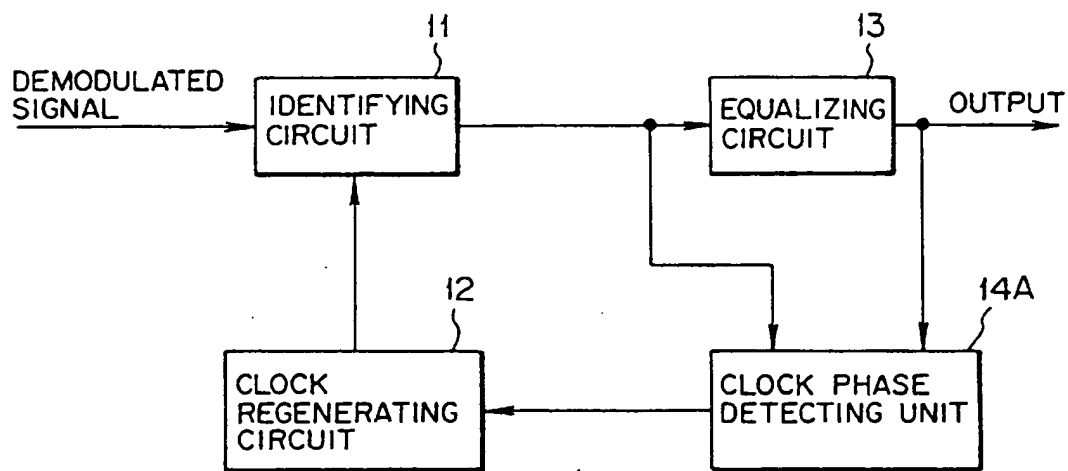 11
13
DEMODULATED
SIGNAL
IDENTIFYING
CIRCUIT
EQUALIZING
CIRCUIT
OUTPUT
12
14A
CLOCK
REGENERATING
CIRCUIT
CLOCK PHASE
DETECTING UNIT